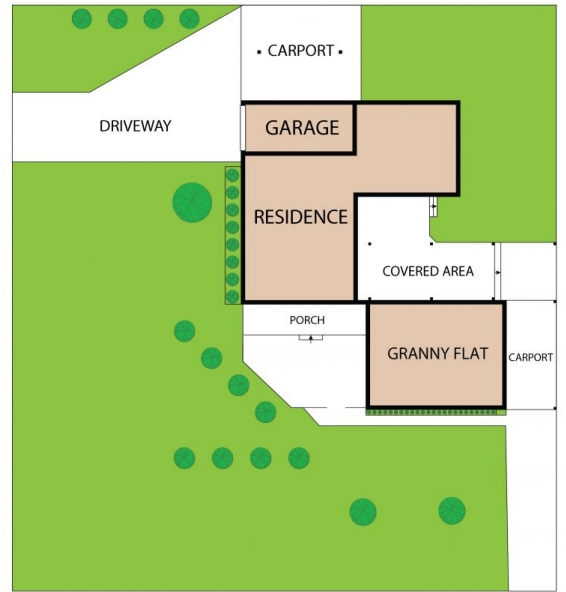 CARPORT
DRIVEWAY
GARAGE
RESIDENCE
COVERED AREA
PORCH
GRANNY FLAT
CARPORT